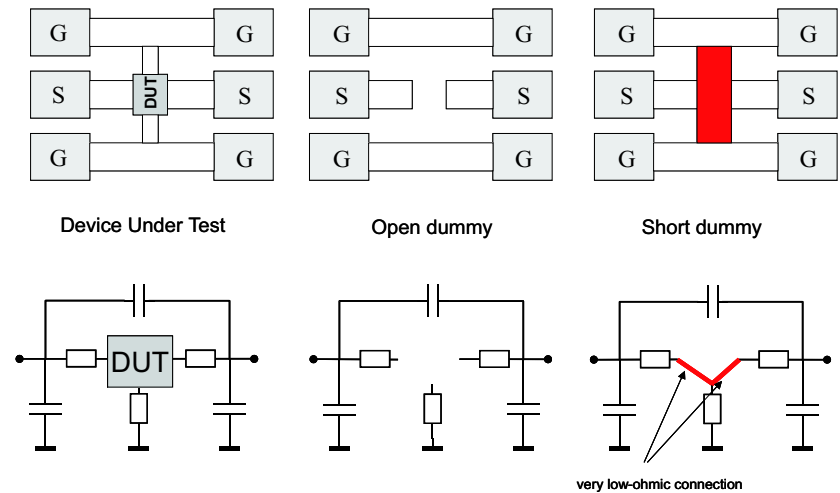 G G G G G G
S DUT S S S S S
G G G G G G
Device Under Test Open dummy Short dummy
DUT
very low-ohmic connection